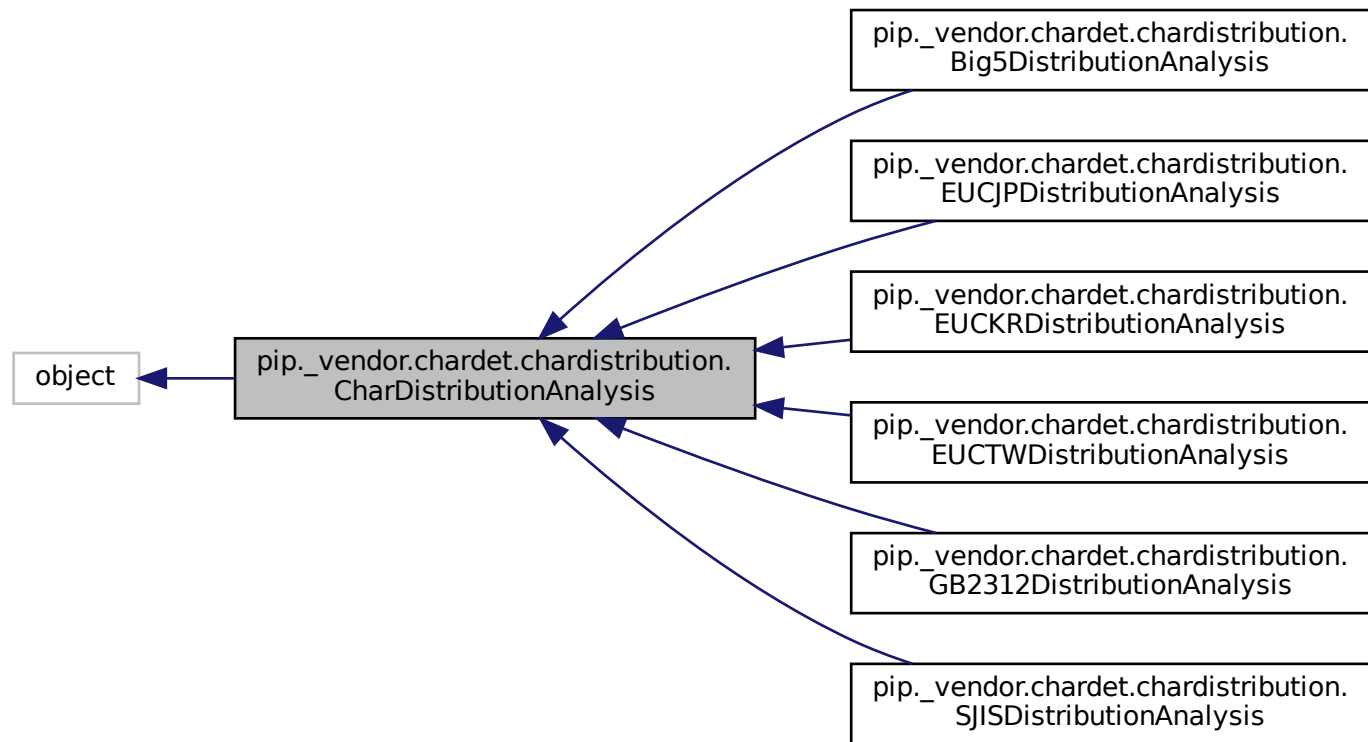 object
pip._vendor.chardet.chardistribution.
CharDistributionAnalysis
pip._vendor.chardet.chardistribution.
Big5DistributionAnalysis
pip._vendor.chardet.chardistribution.
EUCJPDistributionAnalysis
pip._vendor.chardet.chardistribution.
EUCKRDistributionAnalysis
pip._vendor.chardet.chardistribution.
EUCTWDistributionAnalysis
pip._vendor.chardet.chardistribution.
GB2312DistributionAnalysis
pip._vendor.chardet.chardistribution.
SJISDistributionAnalysis